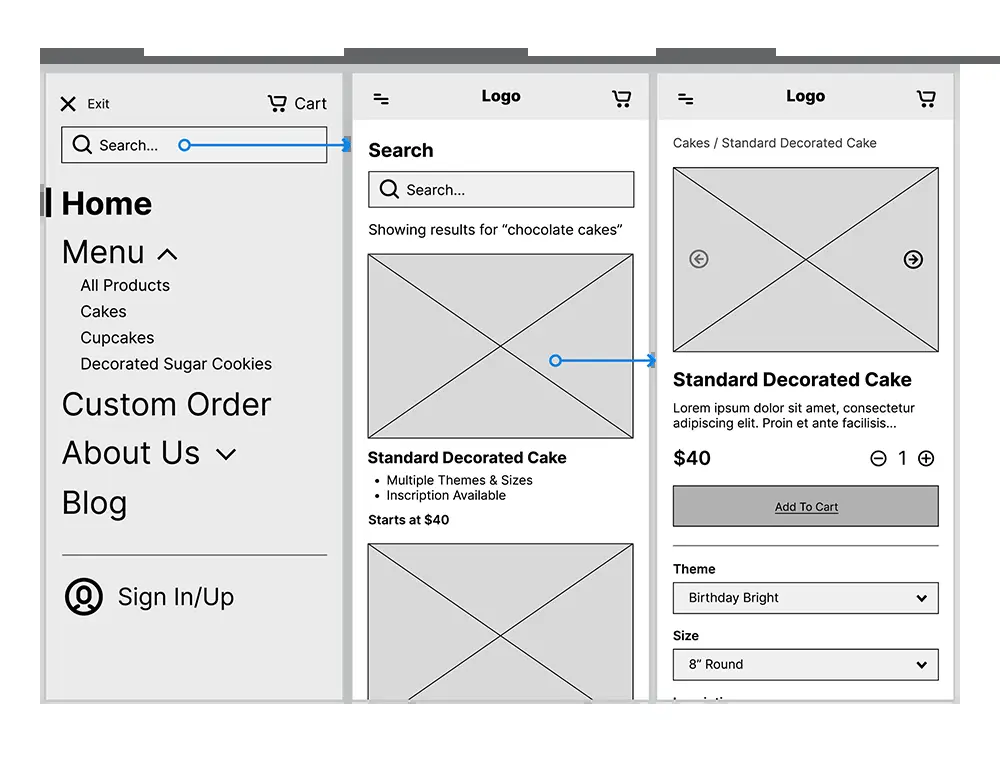 Exit
Cart
Search...
Home
Menu
All Products
Cakes
Cupcakes
Decorated Sugar Cookies
Custom Order
About Us
Blog
Sign In/Up
Logo
Search
Search...
Showing results for “chocolate cakes”
Standard Decorated Cake
• Multiple Themes & Sizes
• Inscription Available
Starts at $40
Logo
Cakes / Standard Decorated Cake
Standard Decorated Cake
Lorem ipsum dolor sit amet, consectetur
adipiscing elit. Proin et ante facilisis...
$40
1
Add To Cart
Theme
Birthday Bright
Size
8” Round